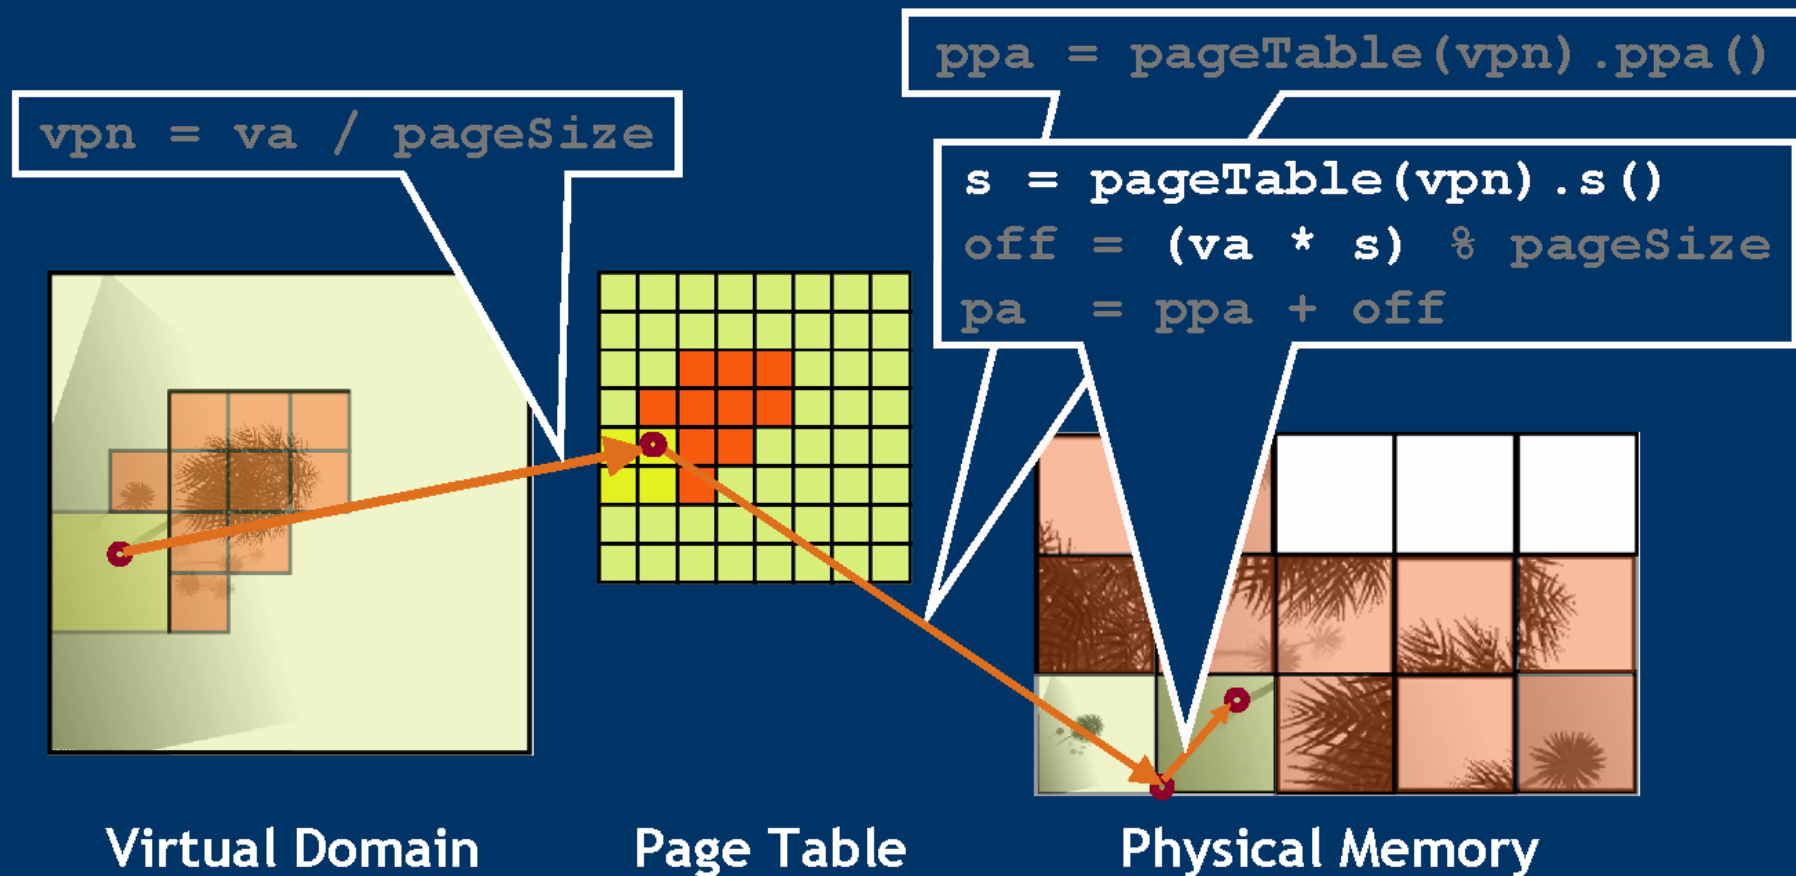 ppa = pageTable(vpn).ppa()
vpn = va / pageSize
s = pageTable(vpn).s()
off = (va * s) % pageSize
pa = ppa + off
Virtual Domain
Page Table
Physical Memory